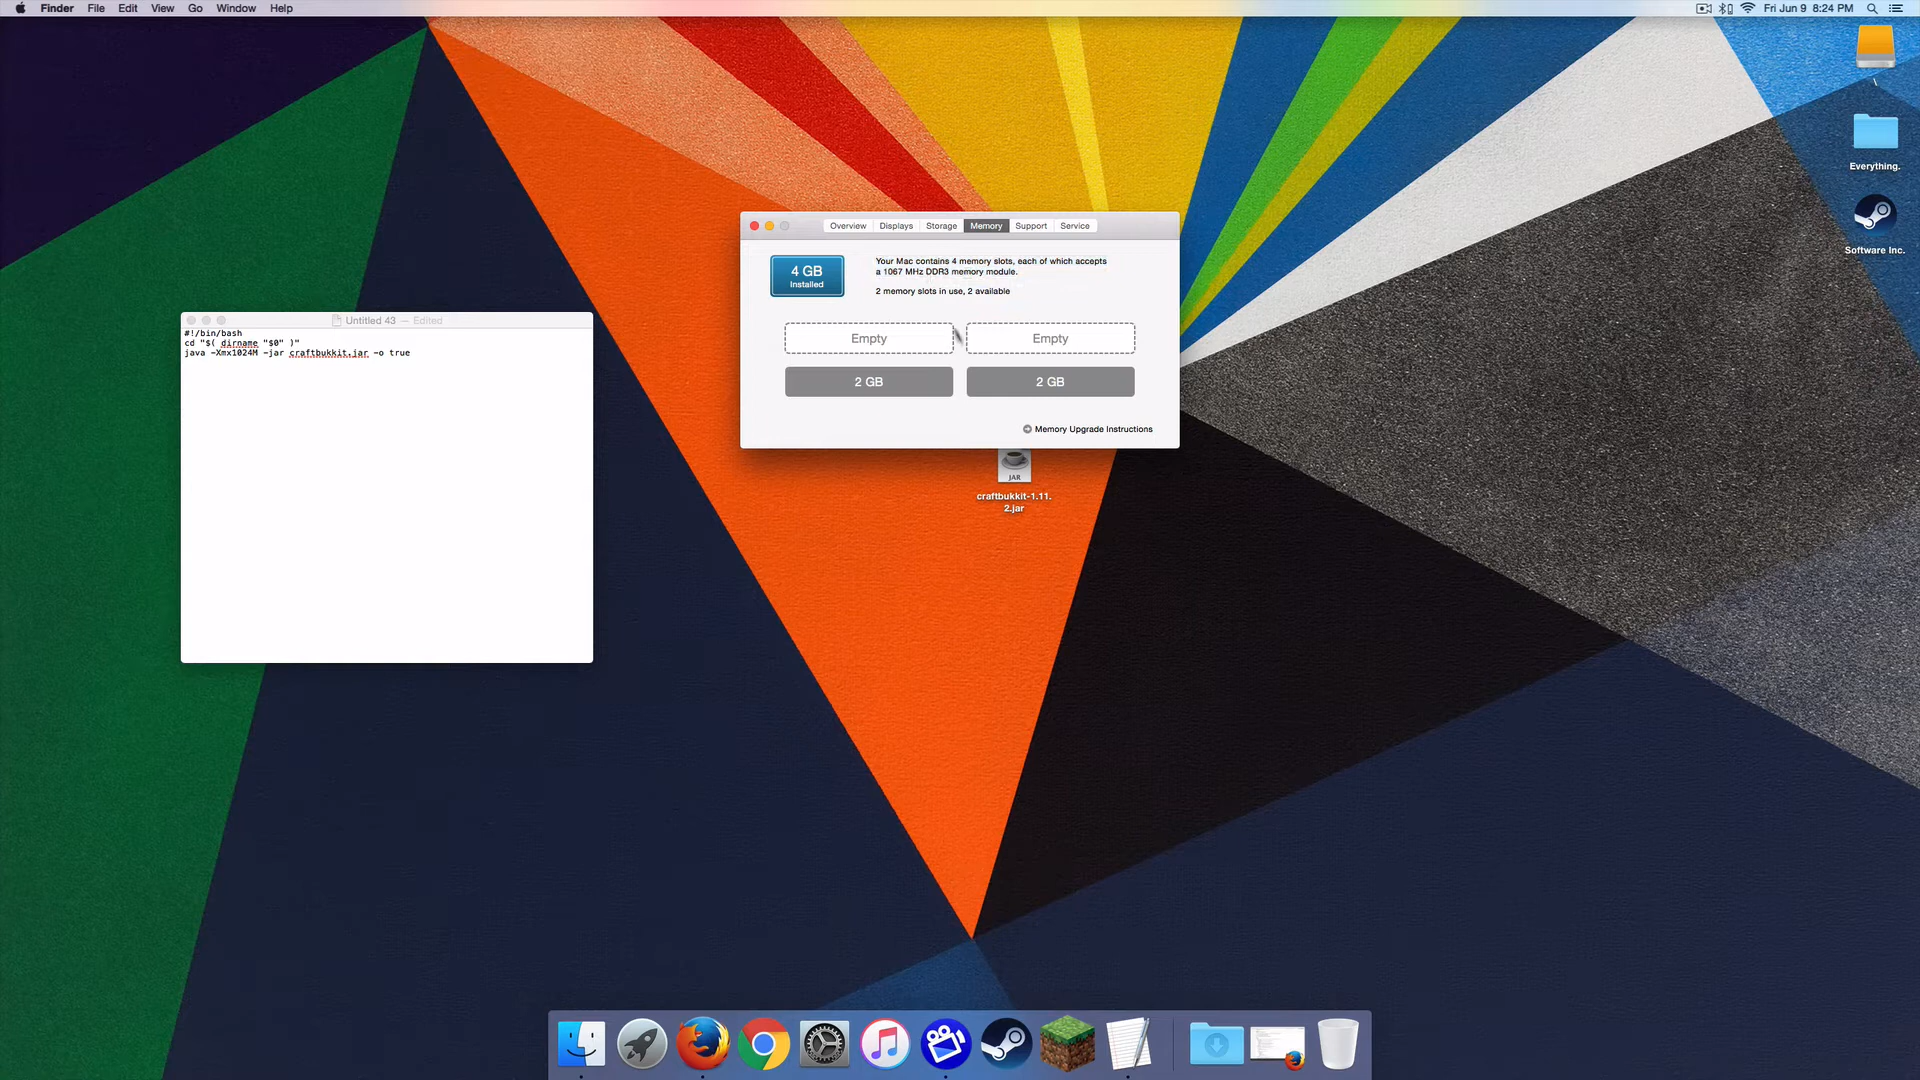 Finder File Edit View Go Window Help
Fri Jun 9 8:24 PM
Everything.
Software Inc.
Untitled 43 — Edited
#!/bin/bash
cd "$( dirname "$0" )"
java -Xmx1024M -jar craftbukkit.jar -o true
Overview Displays Storage Memory Support Service
4 GB
Installed
Your Mac contains 4 memory slots, each of which accepts
a 1067 MHz DDR3 memory module.
2 memory slots in use, 2 available
Empty Empty
2 GB 2 GB
Memory Upgrade Instructions
JAR
craftbukkit-1.11.
2.jar